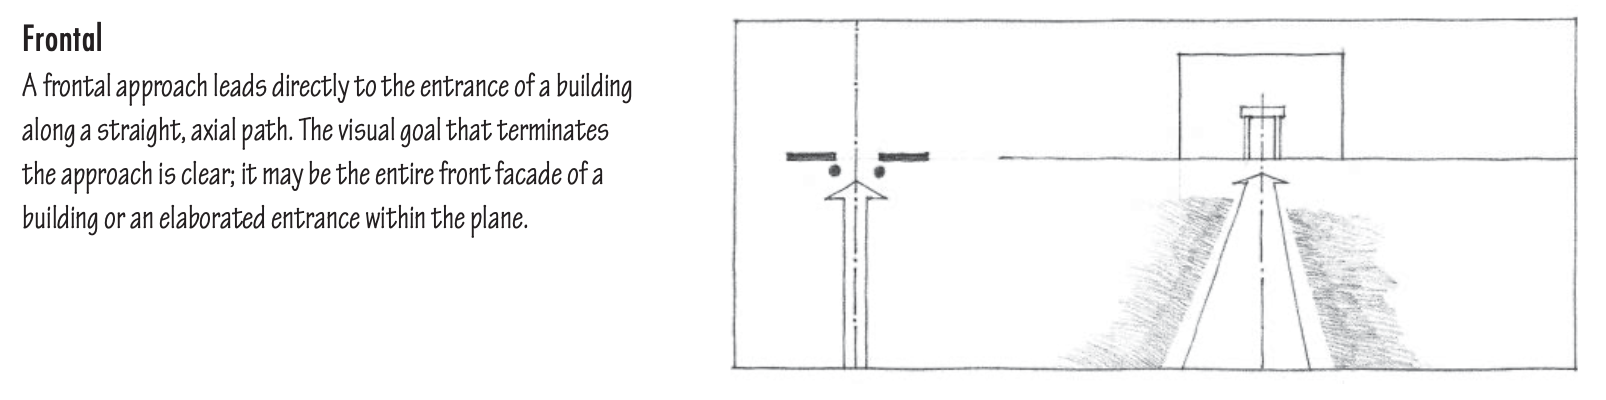 Frontal
A frontal approach leads directly to the entrance of a building
along a straight, axial path. The visual goal that terminates
the approach is clear; it may be the entire front facade of a
building or an elaborated entrance within the plane.